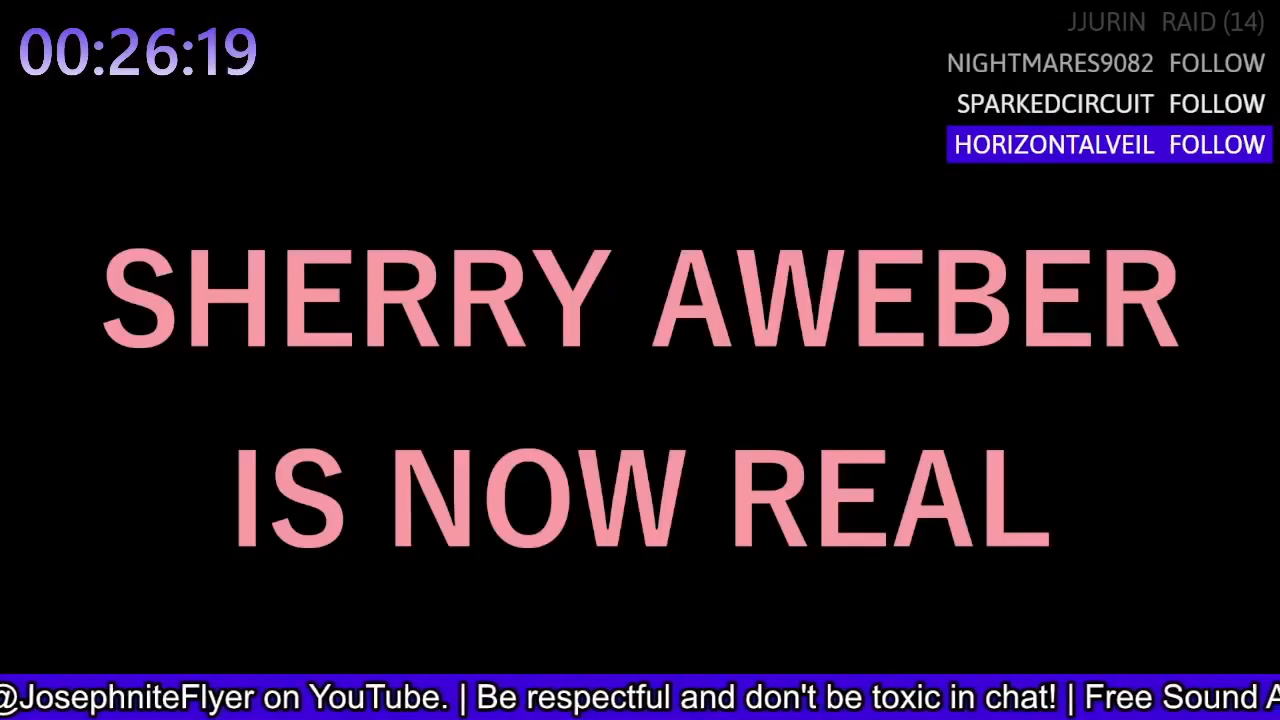 00:26:19
JJURIN RAID (14)
NIGHTMARES9082 FOLLOW
SPARKEDCIRCUIT FOLLOW
HORIZONTALVEIL FOLLOW
SHERRY AWEBER
IS NOW REAL
@JosephniteFlyer on YouTube. | Be respectful and don't be toxic in chat! | Free Sound A